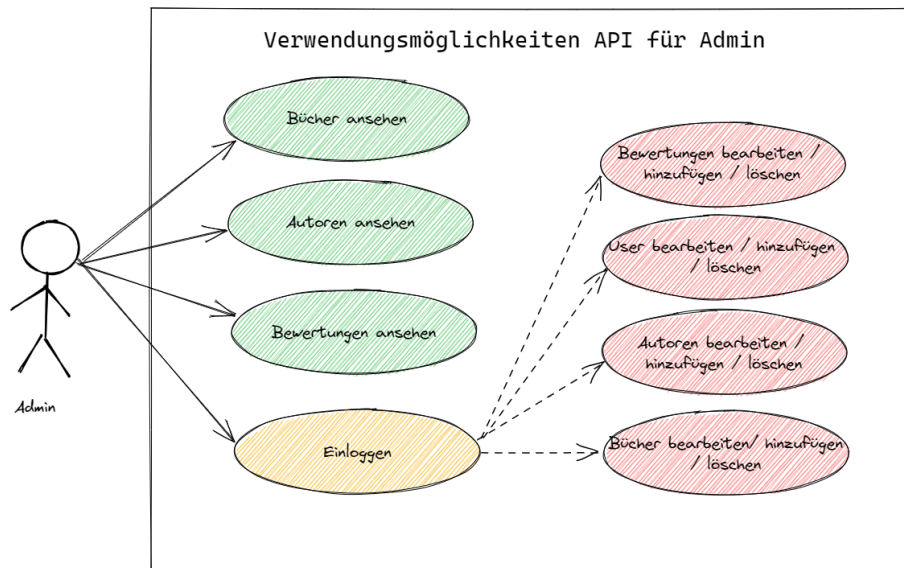 Verwendungsmöglichkeiten API für Admin
Bücher ansehen
Autoren ansehen
Bewertungen ansehen
Einloggen
Bewertungen bearbeiten /
hinzufügen / löschen
User bearbeiten / hinzufügen
/ löschen
Autoren bearbeiten /
hinzufügen / löschen
Bücher bearbeiten/ hinzufügen
/ löschen
Admin